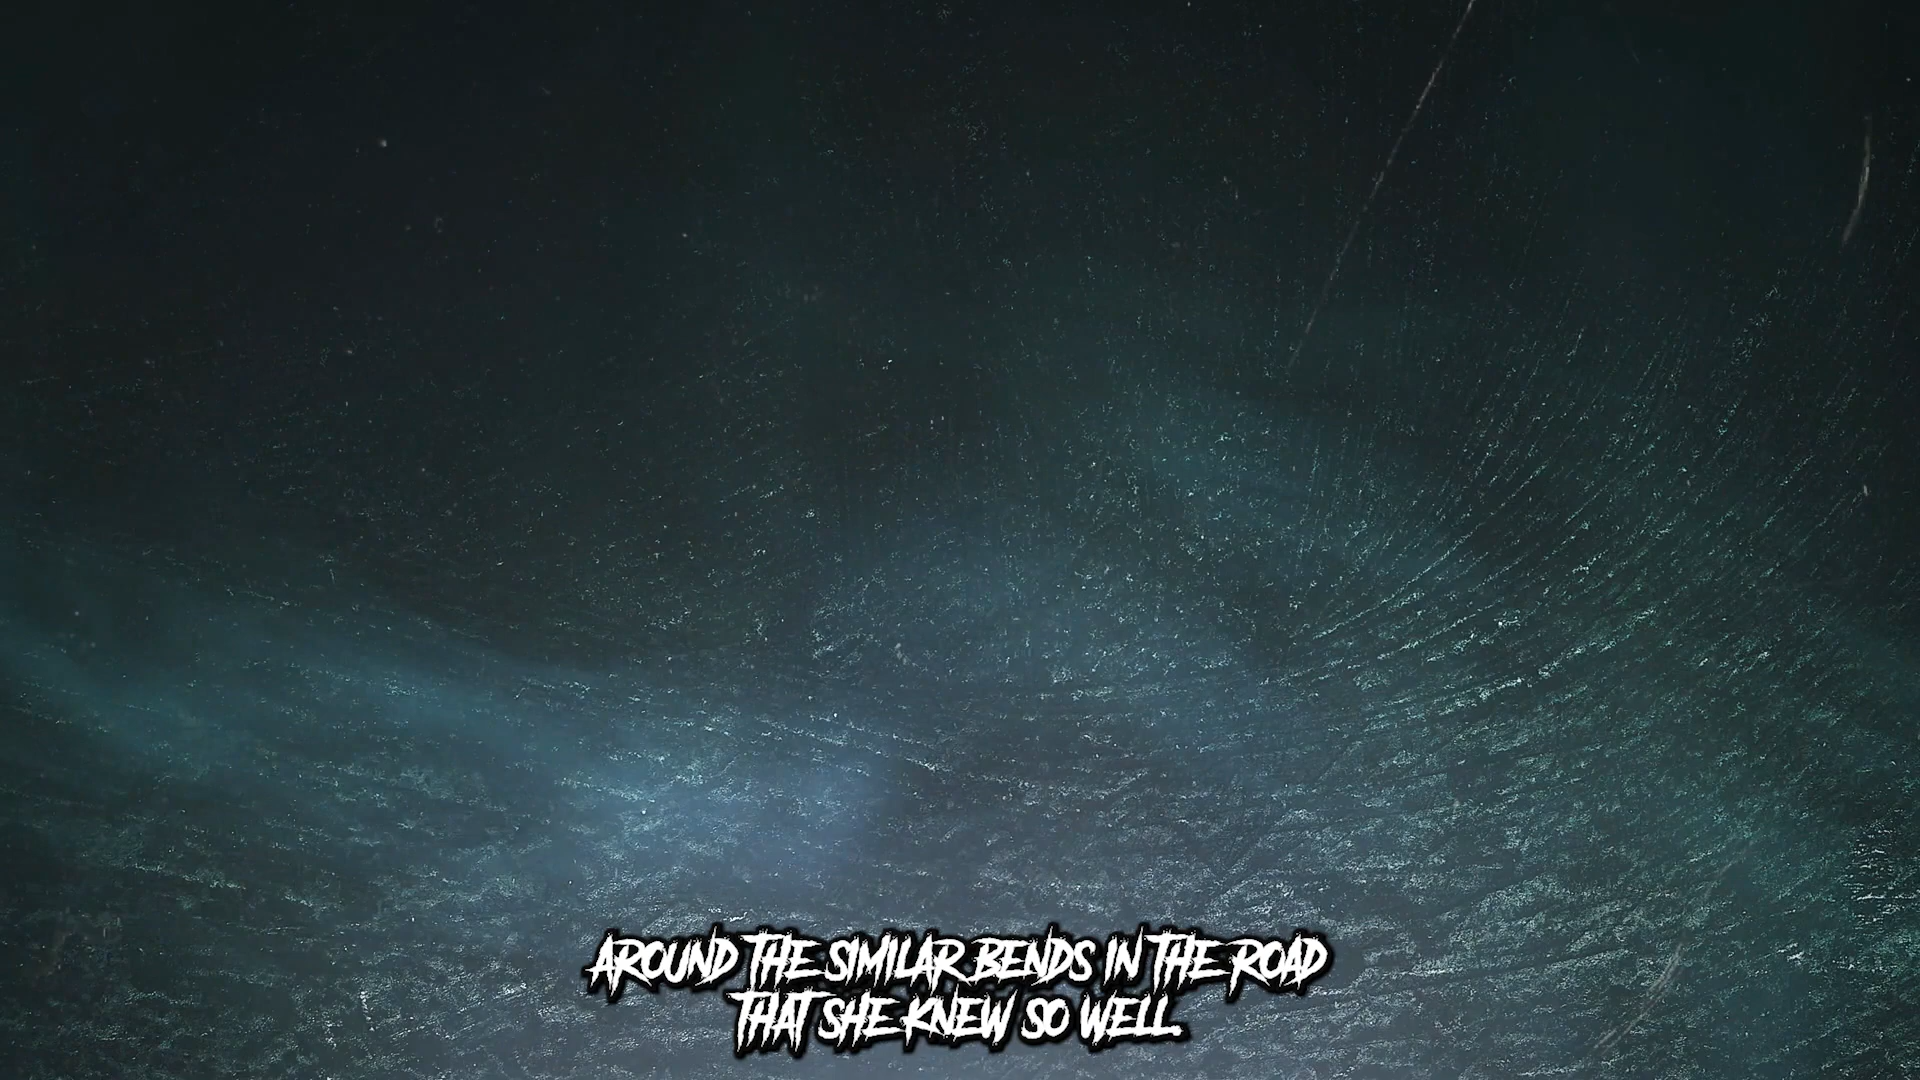 AROUND THE SIMILAR BENDS IN THE ROAD
THAT SHE KNEW SO WELL.